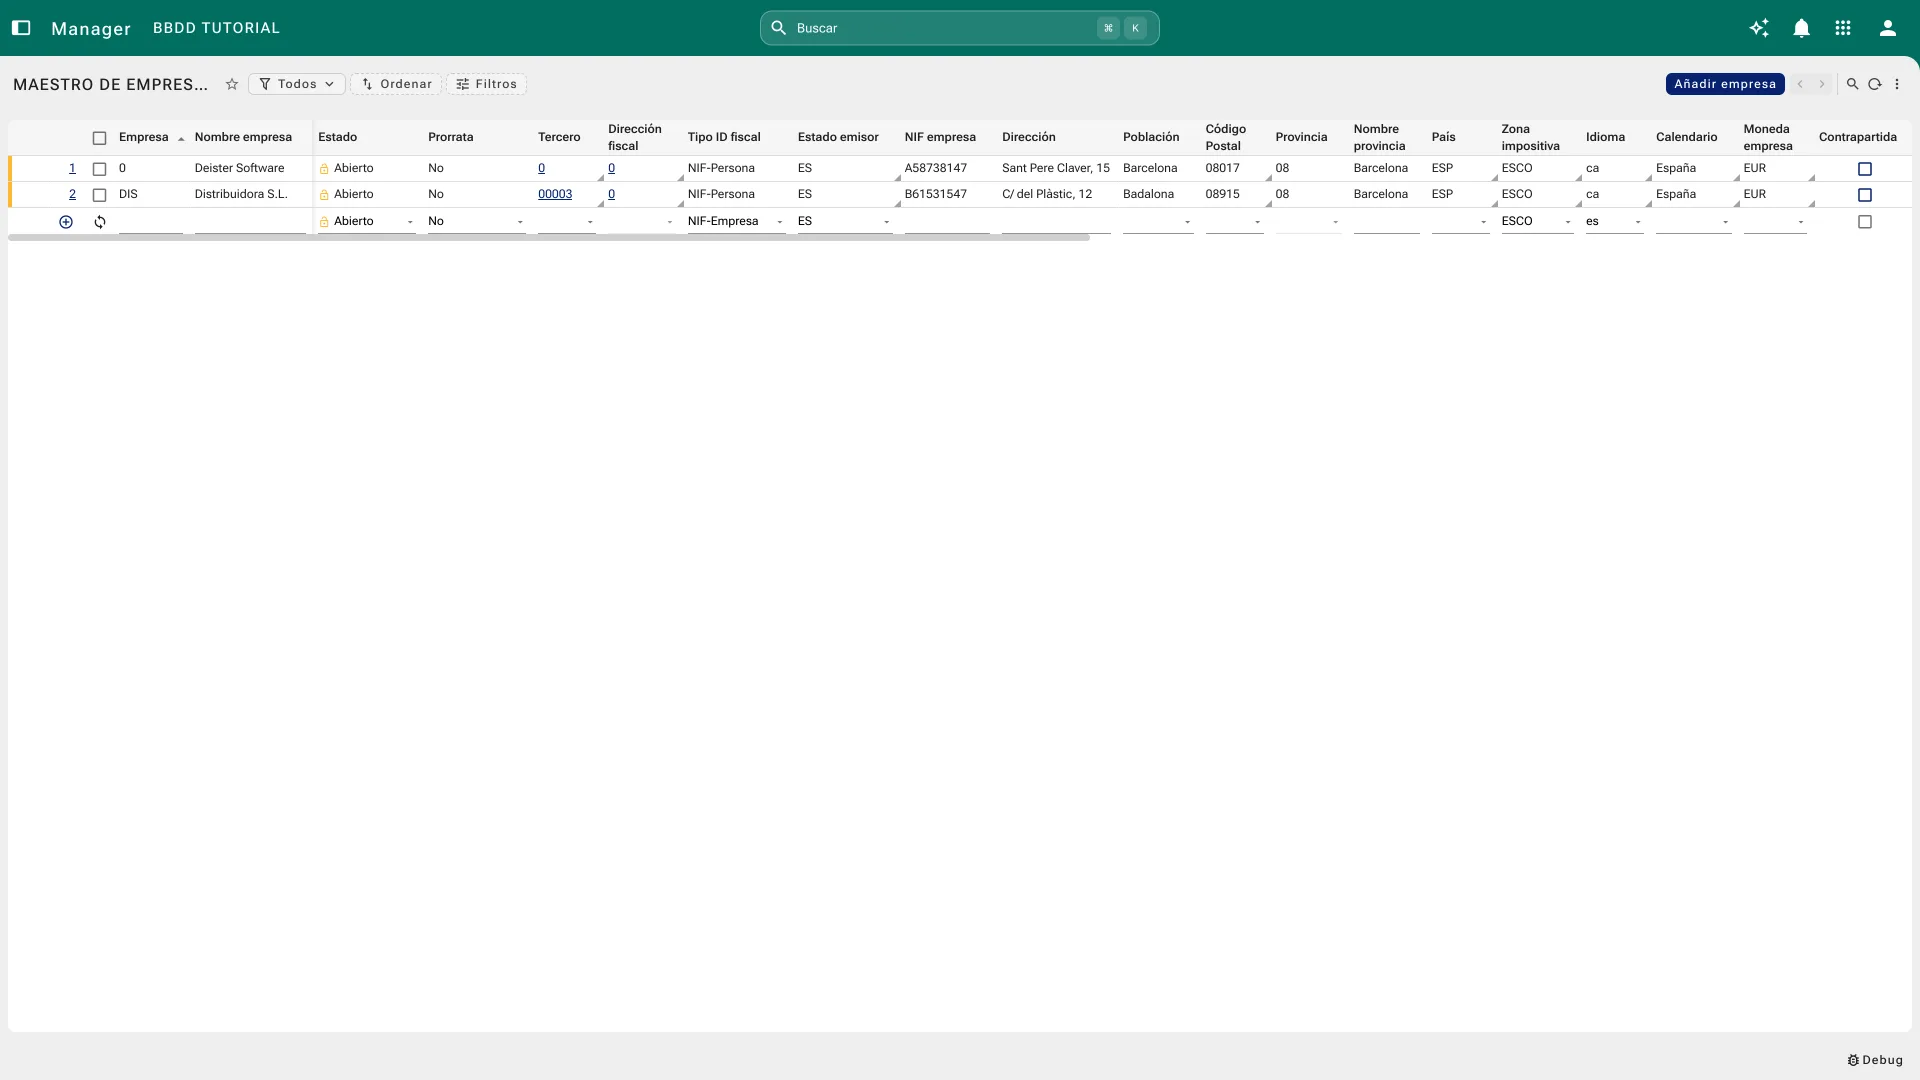 Manager BBDD TUTORIAL Buscar ⌘ K
MAESTRO DE EMPRES... Todos Ordenar Filtros Añadir empresa
Empresa Nombre empresa Estado Prorrata Tercero Dirección fiscal Tipo ID fiscal Estado emisor NIF empresa Dirección Población Código Postal Provincia Nombre provincia País Zona impositiva Idioma Calendario Moneda empresa Contrapartida
1 0 Deister Software Abierto No 0 0 NIF-Persona ES A58738147 Sant Pere Claver, 15 Barcelona 08017 08 Barcelona ESP ESCO ca España EUR
2 DIS Distribuidora S.L. Abierto No 00003 0 NIF-Persona ES B61531547 C/ del Plàstic, 12 Badalona 08915 08 Barcelona ESP ESCO ca España EUR
Abierto No NIF-Empresa ES ESCO es
Debug